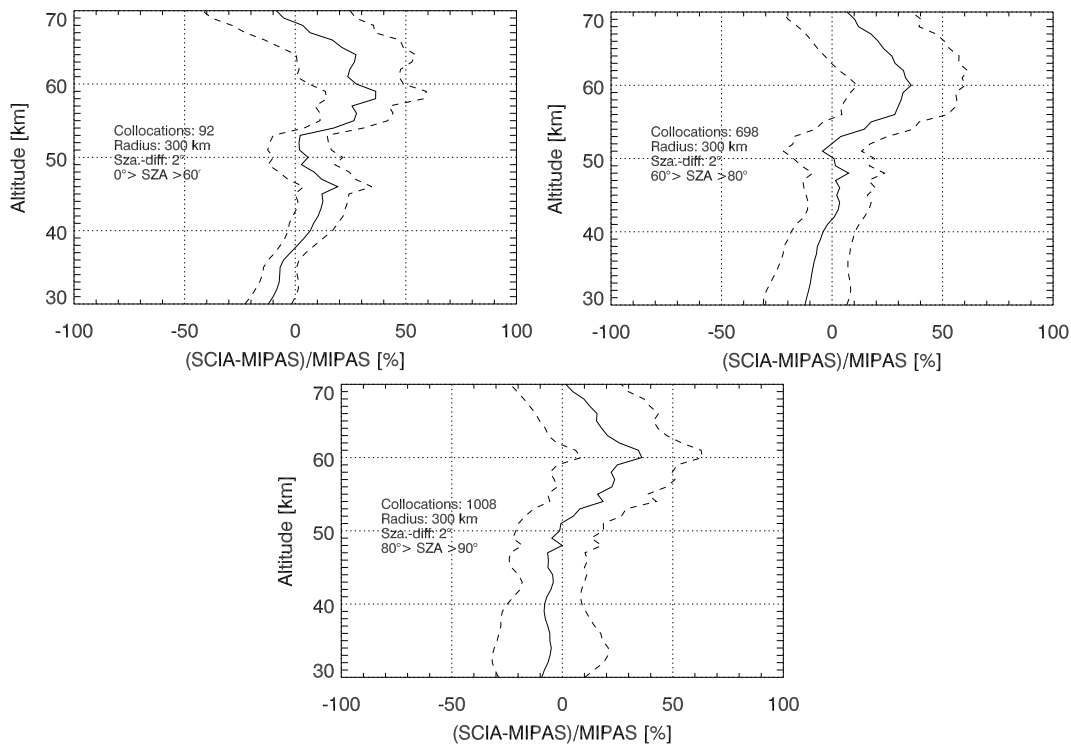 70
60
50
40
30
Altitude [km]
Collocations: 92
Radius: 300 km
Sza.-diff: 2°
0°> SZA >60°
-100 -50 0 50 100
(SCIA-MIPAS)/MIPAS [%]
70
60
50
40
30
Altitude [km]
Collocations: 698
Radius: 300 km
Sza.-diff: 2°
60°> SZA >80°
-100 -50 0 50 100
(SCIA-MIPAS)/MIPAS [%]
70
60
50
40
30
Altitude [km]
Collocations: 1008
Radius: 300 km
Sza.-diff: 2°
80°> SZA >90°
-100 -50 0 50 100
(SCIA-MIPAS)/MIPAS [%]